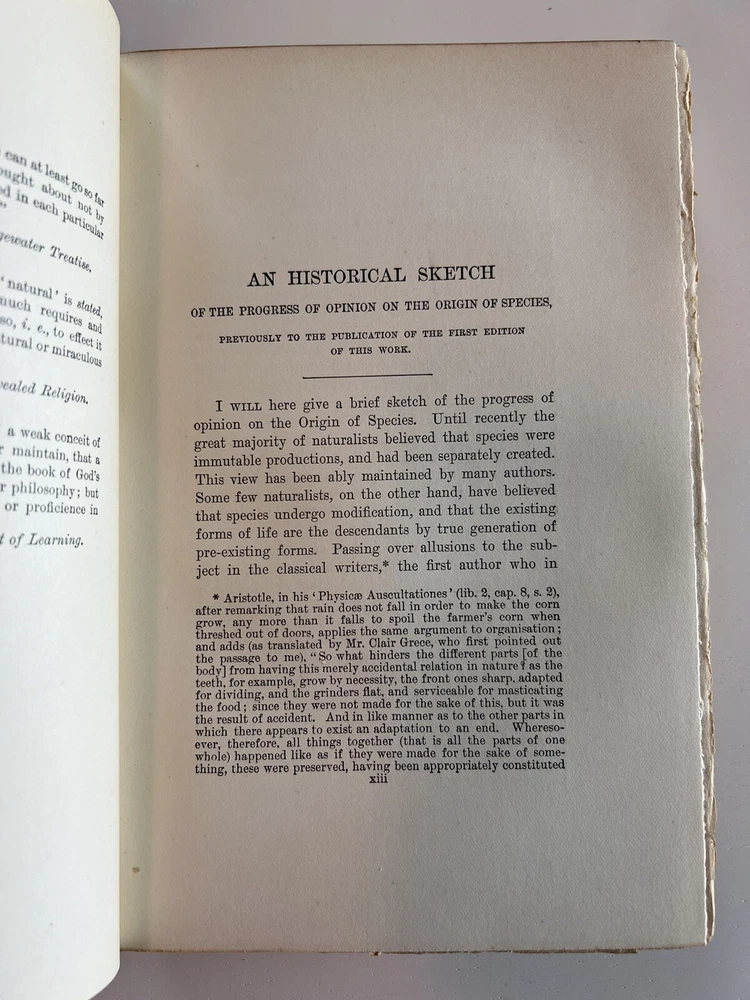 can at least go so far
ought about not by
ed in each particular
"
gewater Treatise.
'natural' is stated,
much requires and
so, i. e., to effect it
tural or miraculous
ealed Religion.
a weak conceit of
r maintain, that a
the book of God's
r philosophy; but
or proficience in
t of Learning.
AN HISTORICAL SKETCH
OF THE PROGRESS OF OPINION ON THE ORIGIN OF SPECIES,
PREVIOUSLY TO THE PUBLICATION OF THE FIRST EDITION
OF THIS WORK.
I WILL here give a brief sketch of the progress of
opinion on the Origin of Species. Until recently the
great majority of naturalists believed that species were
immutable productions, and had been separately created.
This view has been ably maintained by many authors.
Some few naturalists, on the other hand, have believed
that species undergo modification, and that the existing
forms of life are the descendants by true generation of
pre-existing forms. Passing over allusions to the sub-
ject in the classical writers,* the first author who in
* Aristotle, in his 'Physicæ Auscultationes' (lib. 2, cap. 8, s. 2),
after remarking that rain does not fall in order to make the corn
grow, any more than it falls to spoil the farmer's corn when
threshed out of doors, applies the same argument to organisation;
and adds (as translated by Mr. Clair Grece, who first pointed out
the passage to me), "So what hinders the different parts [of the
body] from having this merely accidental relation in nature? as the
teeth, for example, grow by necessity, the front ones sharp, adapted
for dividing, and the grinders flat, and serviceable for masticating
the food; since they were not made for the sake of this, but it was
the result of accident. And in like manner as to the other parts in
which there appears to exist an adaptation to an end. Whereso-
ever, therefore, all things together (that is all the parts of one
whole) happened like as if they were made for the sake of some-
thing, these were preserved, having been appropriately constituted
xiii